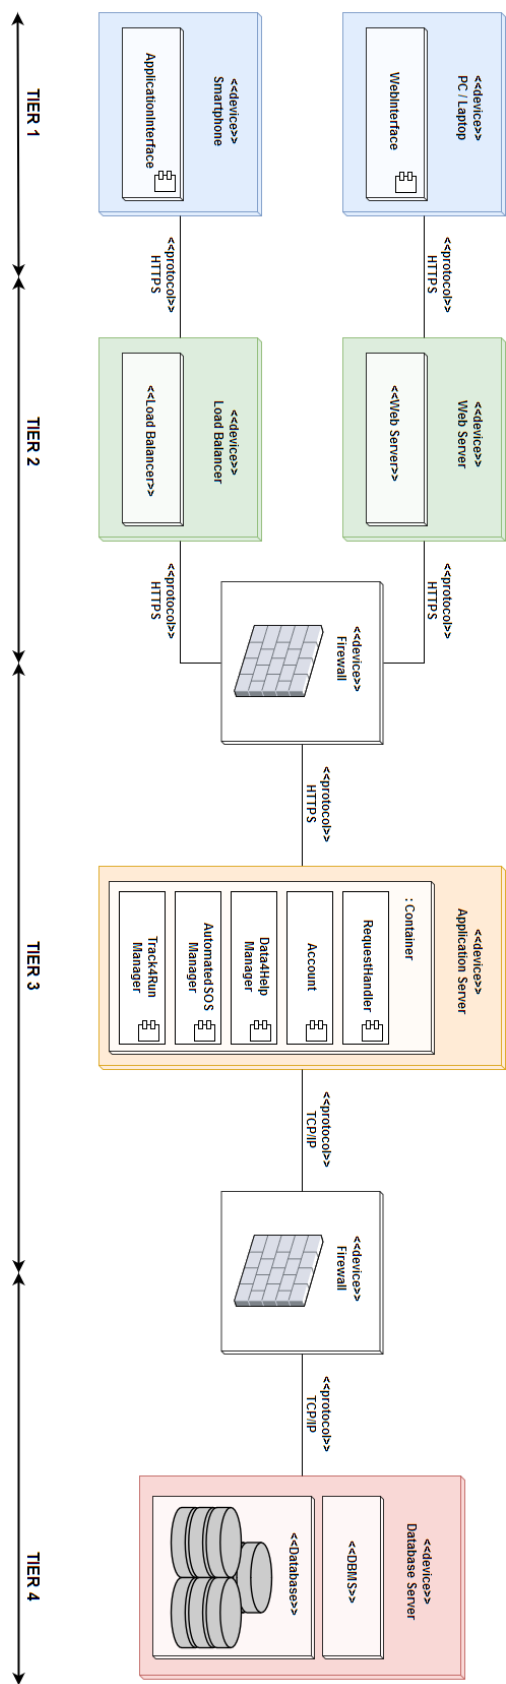 <<device>>
PC / Laptop
WebInterface
<<protocol>>
HTTPS
<<device>>
Web Server
<<Web Server>>
<<protocol>>
HTTPS
<<device>>
Smartphone
ApplicationInterface
<<protocol>>
HTTPS
<<device>>
Load Balancer
<<Load Balancer>>
<<protocol>>
HTTPS
<<device>>
Firewall
<<protocol>>
HTTPS
<<device>>
Application Server
: Container
RequestHandler
Account
Data4Help
Manager
AutomatedSOS
Manager
Track4Run
Manager
<<protocol>>
TCP/IP
<<device>>
Firewall
<<protocol>>
TCP/IP
<<device>>
Database Server
<<DBMS>>
<<Database>>
TIER 1
TIER 2
TIER 3
TIER 4